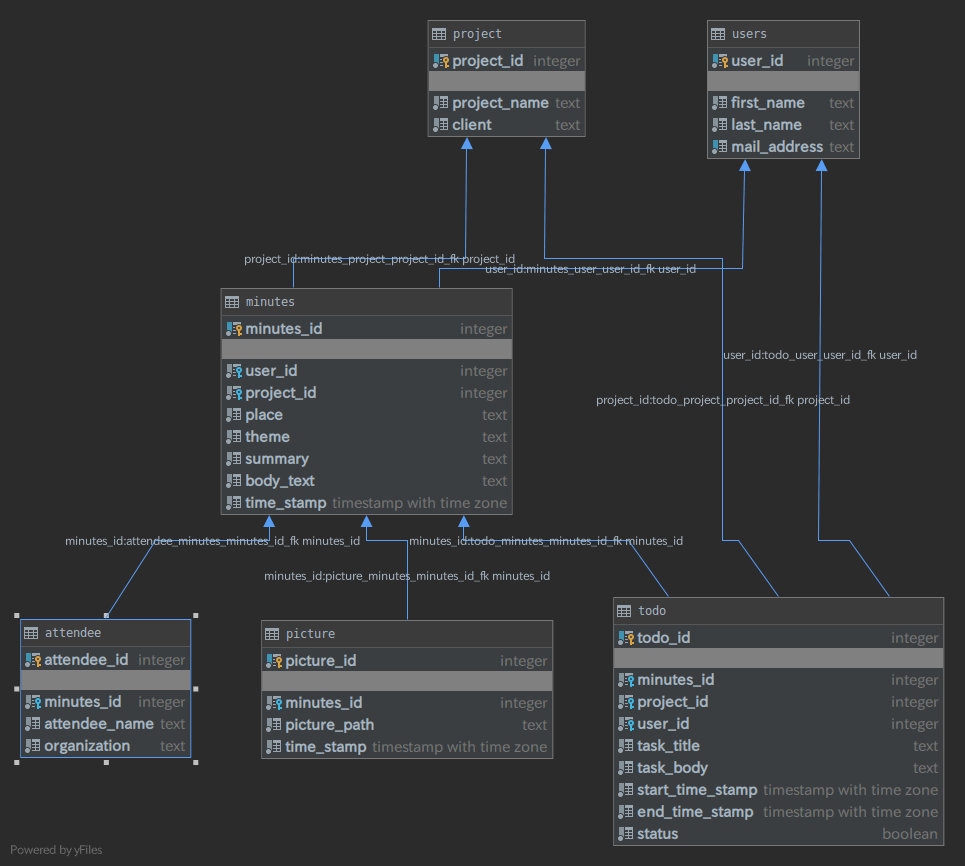 project
project_id integer
project_name text
client text
users
user_id integer
first_name text
last_name text
mail_address text
project_id:minutes_project_project_id_fk project_id
user_id:minutes_user_user_id_fk user_id
minutes
minutes_id integer
user_id integer
project_id integer
place text
theme text
summary text
body_text text
time_stamp timestamp with time zone
user_id:todo_user_user_id_fk user_id
project_id:todo_project_project_id_fk project_id
minutes_id:attendee_minutes_minutes_id_fk minutes_id
minutes_id:todo_minutes_minutes_id_fk minutes_id
minutes_id:picture_minutes_minutes_id_fk minutes_id
attendee
attendee_id integer
minutes_id integer
attendee_name text
organization text
picture
picture_id integer
minutes_id integer
picture_path text
time_stamp timestamp with time zone
todo
todo_id integer
minutes_id integer
project_id integer
user_id integer
task_title text
task_body text
start_time_stamp timestamp with time zone
end_time_stamp timestamp with time zone
status boolean
Powered by yFiles